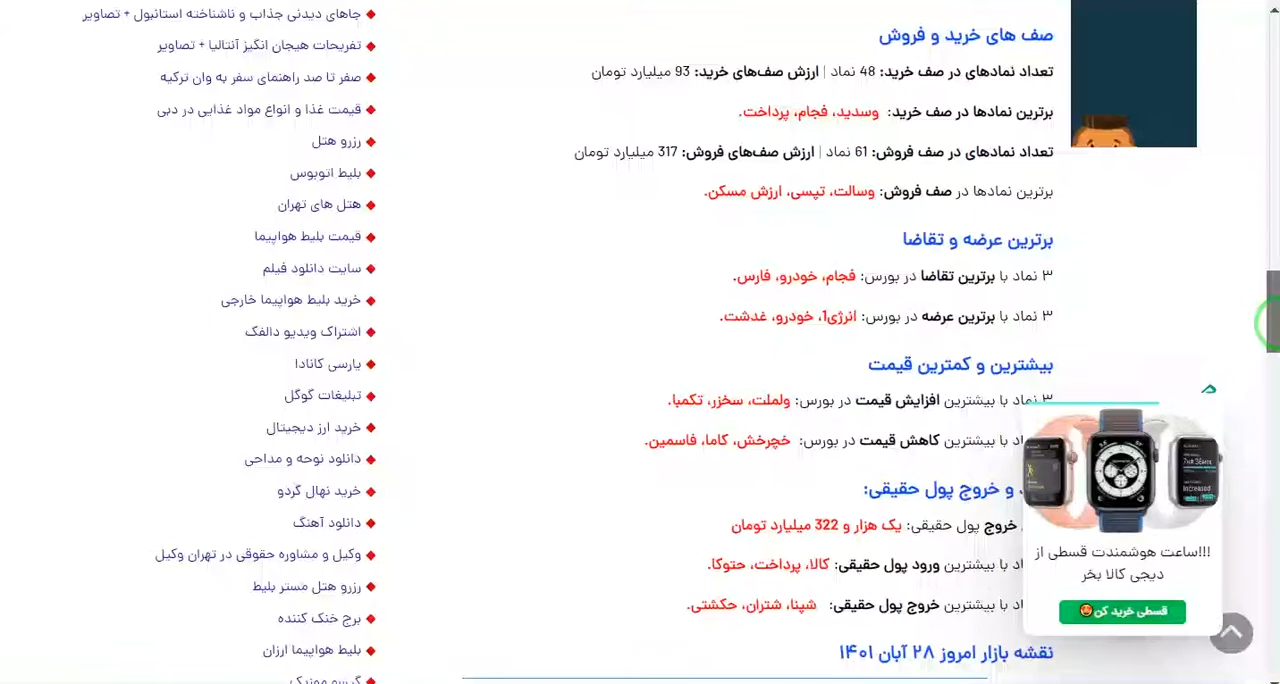 صف های خرید و فروش
تعداد نمادهای در صف خرید: 48 نماد | ارزش صف‌های خرید: 93 میلیارد تومان
برترین نمادها در صف خرید: وسدید، فجام، پرداخت.
تعداد نمادهای در صف فروش: 61 نماد | ارزش صف‌های فروش: 317 میلیارد تومان
برترین نمادها در صف فروش: وسالت، تپسی، ارزش مسکن.
برترین عرضه و تقاضا
۳ نماد با برترین تقاضا در بورس: فجام، خودرو، فارس.
۳ نماد با برترین عرضه در بورس: انرژی1، خودرو، غدشت.
بیشترین و کمترین قیمت
۳ نماد با بیشترین افزایش قیمت در بورس: ولملت، سخزر، تکمبا.
با بیشترین کاهش قیمت در بورس: خچرخش، کاما، فاسمین.
و خروج پول حقیقی:
خروج پول حقیقی: یک هزار و 322 میلیارد تومان
با بیشترین ورود پول حقیقی: کالا، پرداخت، حتوکا.
با بیشترین خروج پول حقیقی: شپنا، شتران، حکشتی.
نقشه بازار امروز ۲۸ آبان ۱۴۰۱
جاهای دیدنی جذاب و ناشناخته استانبول + تصاویر
تفریحات هیجان انگیز آنتالیا + تصاویر
صفر تا صد راهنمای سفر به وان ترکیه
قیمت غذا و انواع مواد غذایی در دبی
رزرو هتل
بلیط اتوبوس
هتل های تهران
قیمت بلیط هواپیما
سایت دانلود فیلم
خرید بلیط هواپیما خارجی
اشتراک ویدیو دالفک
پارسی کانادا
تبلیغات گوگل
خرید ارز دیجیتال
دانلود نوحه و مداحی
خرید نهال گردو
دانلود آهنگ
وکیل و مشاوره حقوقی در تهران وکیل
رزرو هتل مستر بلیط
برج خنک کننده
بلیط هواپیما ارزان
!!!ساعت هوشمندت قسطی از
دیجی کالا بخر
قسطی خرید کن🤩